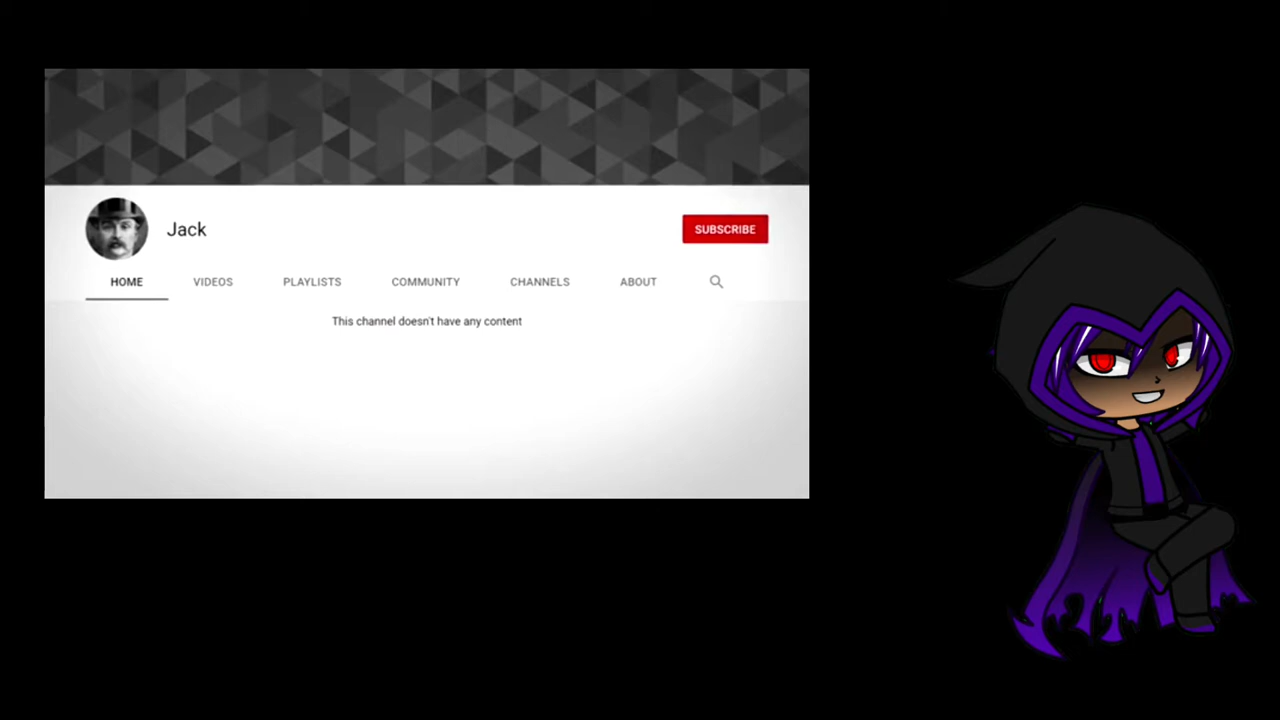 Jack
SUBSCRIBE
HOME VIDEOS PLAYLISTS COMMUNITY CHANNELS ABOUT
This channel doesn't have any content